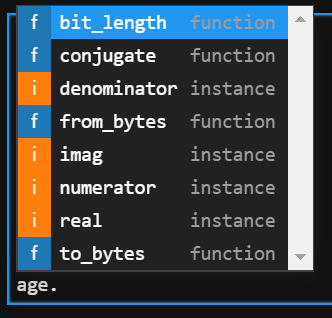 f bit_length function
f conjugate function
i denominator instance
f from_bytes function
i imag instance
i numerator instance
i real instance
f to_bytes function
age.